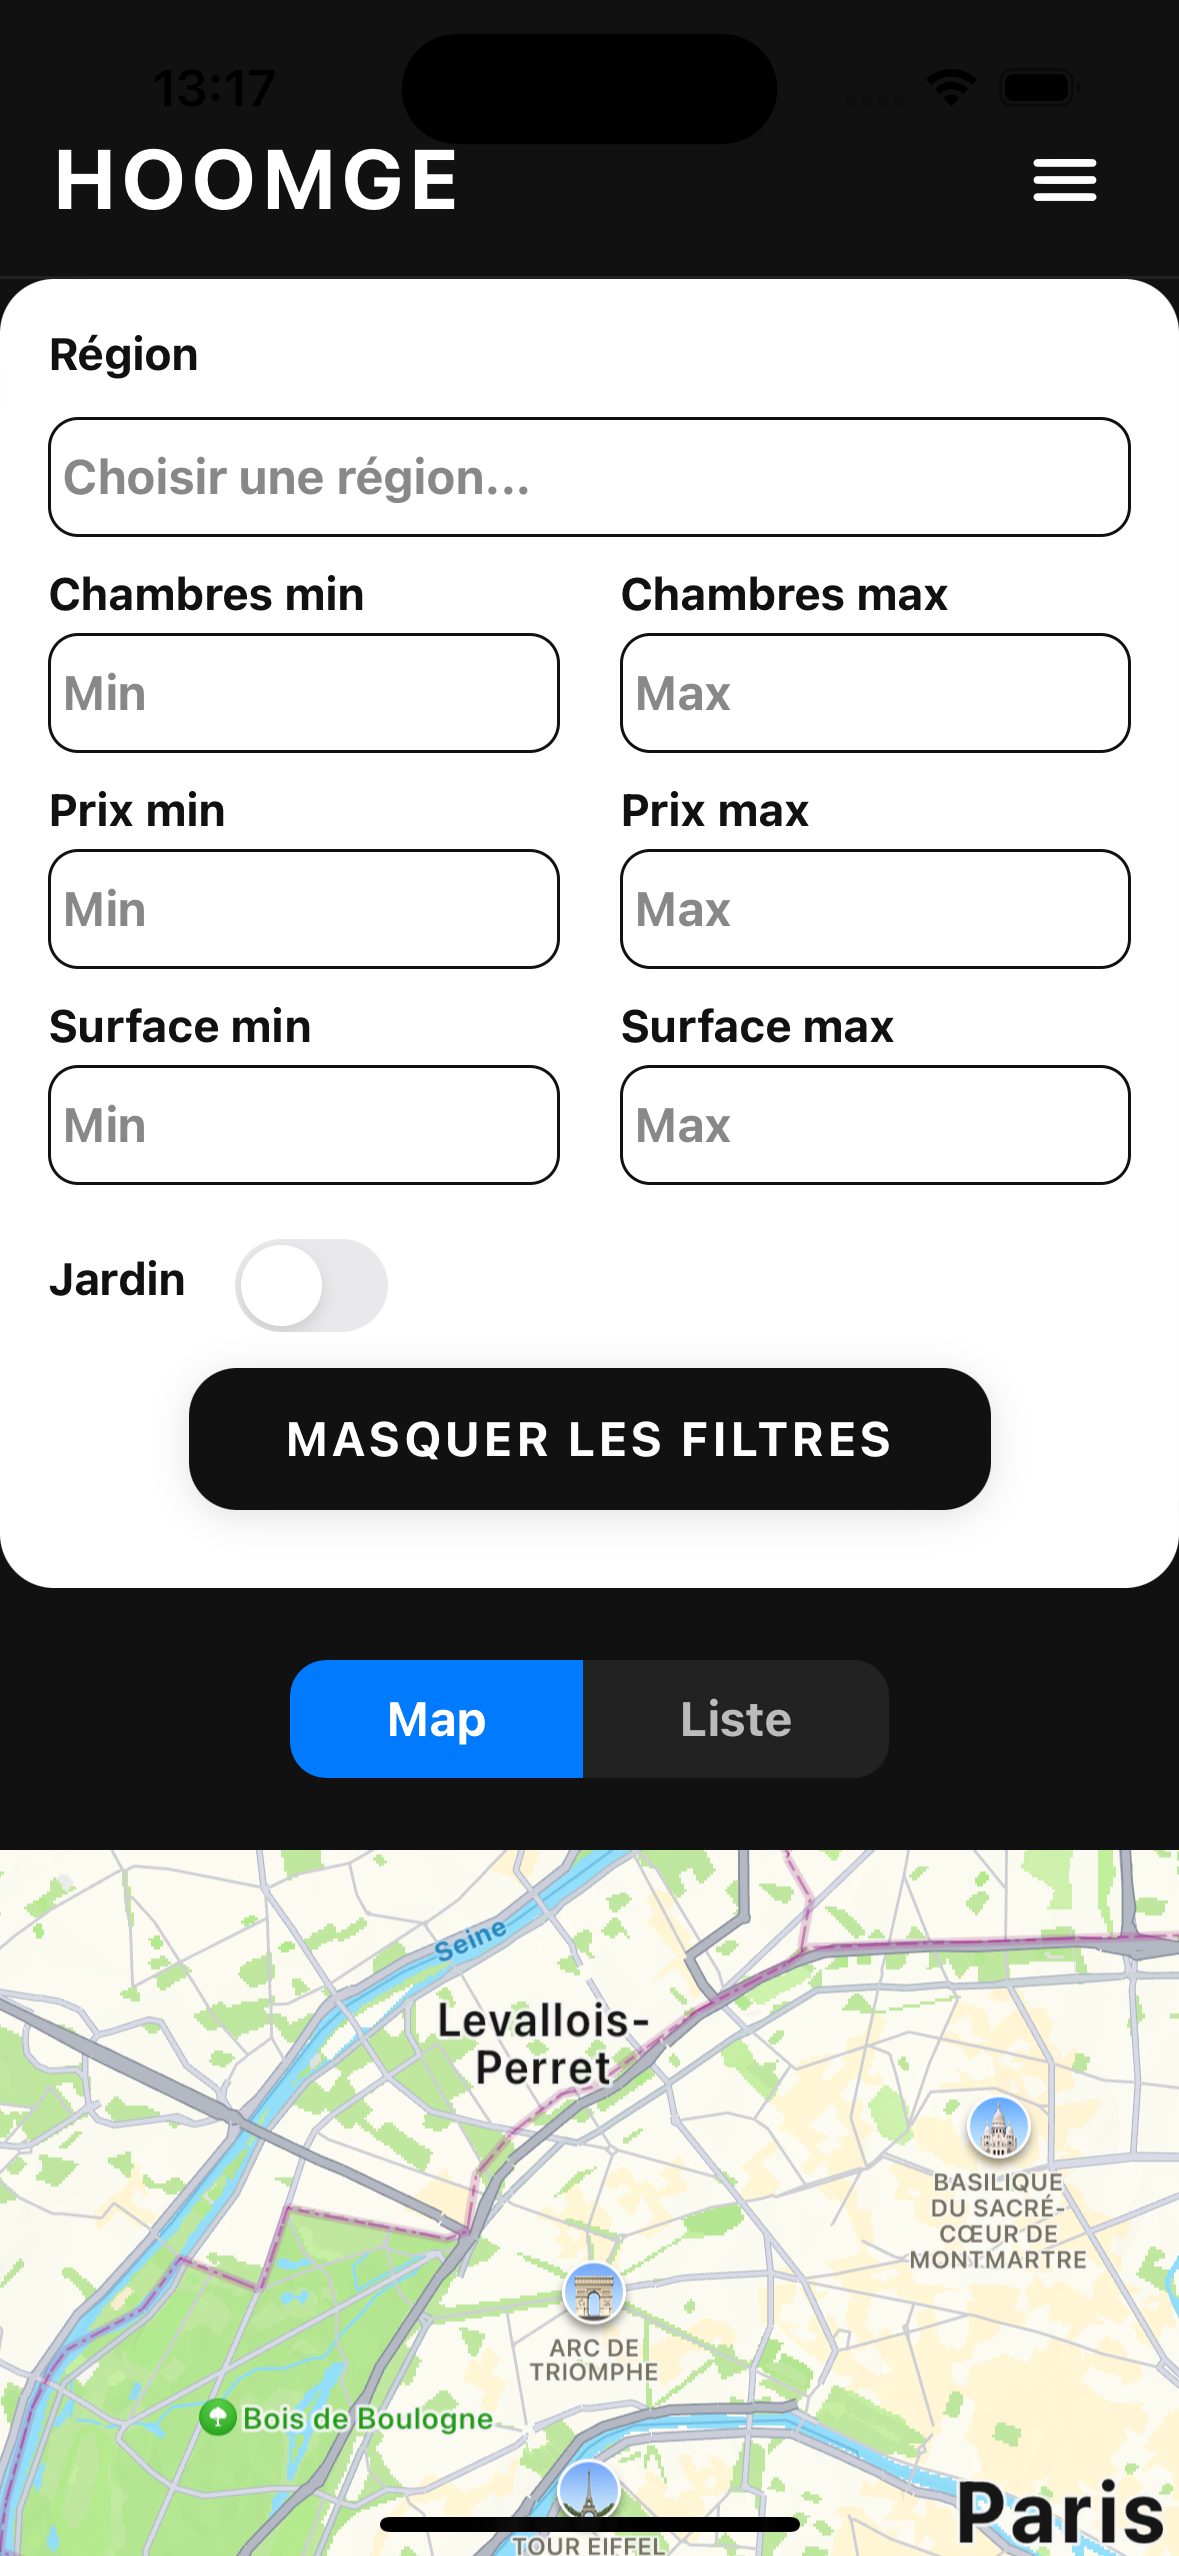 13:17
HOOMGE
Région
Choisir une région...
Chambres min
Chambres max
Min
Max
Prix min
Prix max
Min
Max
Surface min
Surface max
Min
Max
Jardin
MASQUER LES FILTRES
Map
Liste
Seine
Levallois-
Perret
BASILIQUE
DU SACRÉ-
CŒUR DE
MONTMARTRE
ARC DE
TRIOMPHE
Bois de Boulogne
Paris
TOUR EIFFEL